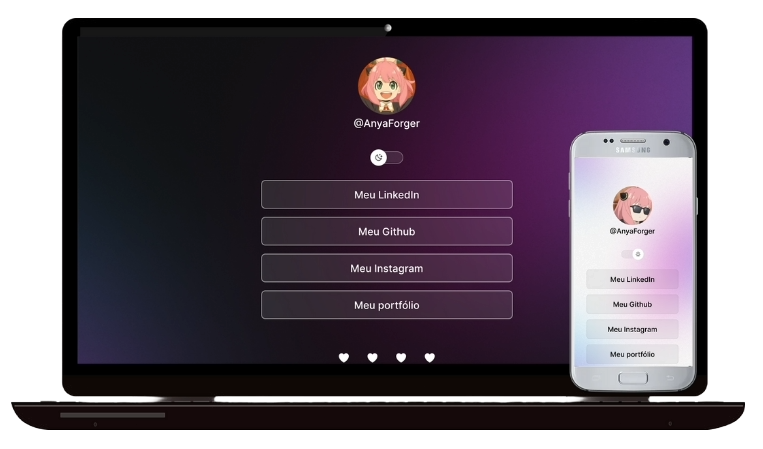 @AnyaForger
Meu LinkedIn
Meu Github
Meu Instagram
Meu portfólio
SAMSUNG
@AnyaForger
Meu LinkedIn
Meu Github
Meu Instagram
Meu portfólio